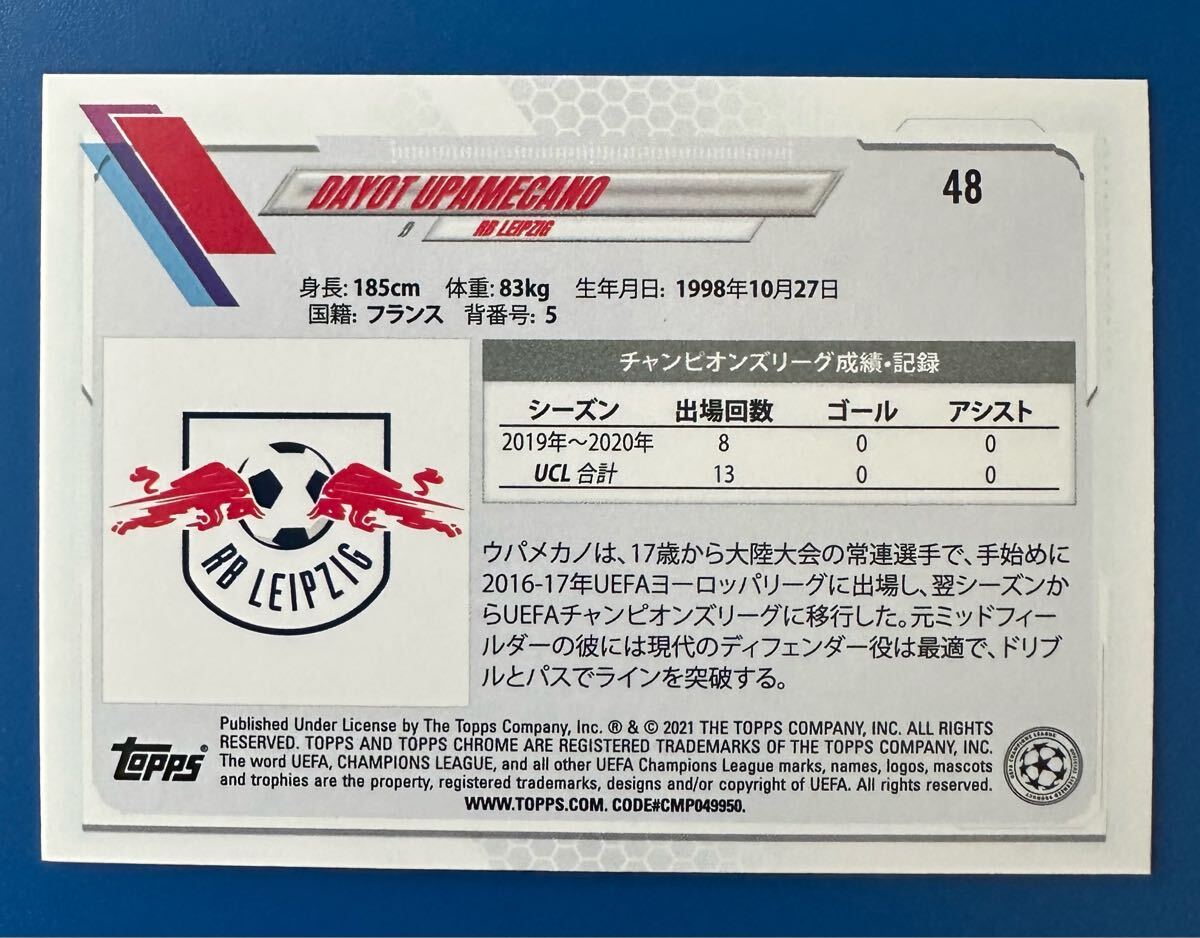 DAYOT UPAMECANO
48
RB LEIPZIG
身長: 185cm 体重: 83kg 生年月日: 1998年10月27日
国籍: フランス 背番号: 5
チャンピオンズリーグ成績・記録
シーズン 出場回数 ゴール アシスト
2019年〜2020年 8 0 0
UCL 合計 13 0 0
RB LEIPZIG
ウパメカノは、17歳から大陸大会の常連選手で、手始めに
2016-17年UEFAヨーロッパリーグに出場し、翌シーズンか
らUEFAチャンピオンズリーグに移行した。元ミッドフィー
ルダーの彼には現代のディフェンダー役は最適で、ドリブ
ルとパスでラインを突破する。
Published Under License by The Topps Company, Inc. ® & © 2021 THE TOPPS COMPANY, INC. ALL RIGHTS
RESERVED. TOPPS AND TOPPS CHROME ARE REGISTERED TRADEMARKS OF THE TOPPS COMPANY, INC.
The word UEFA, CHAMPIONS LEAGUE, and all other UEFA Champions League marks, names, logos, mascots
and trophies are the property, registered trademarks, designs and/or copyright of UEFA. All rights reserved.
WWW.TOPPS.COM. CODE#CMP049950.
topps®